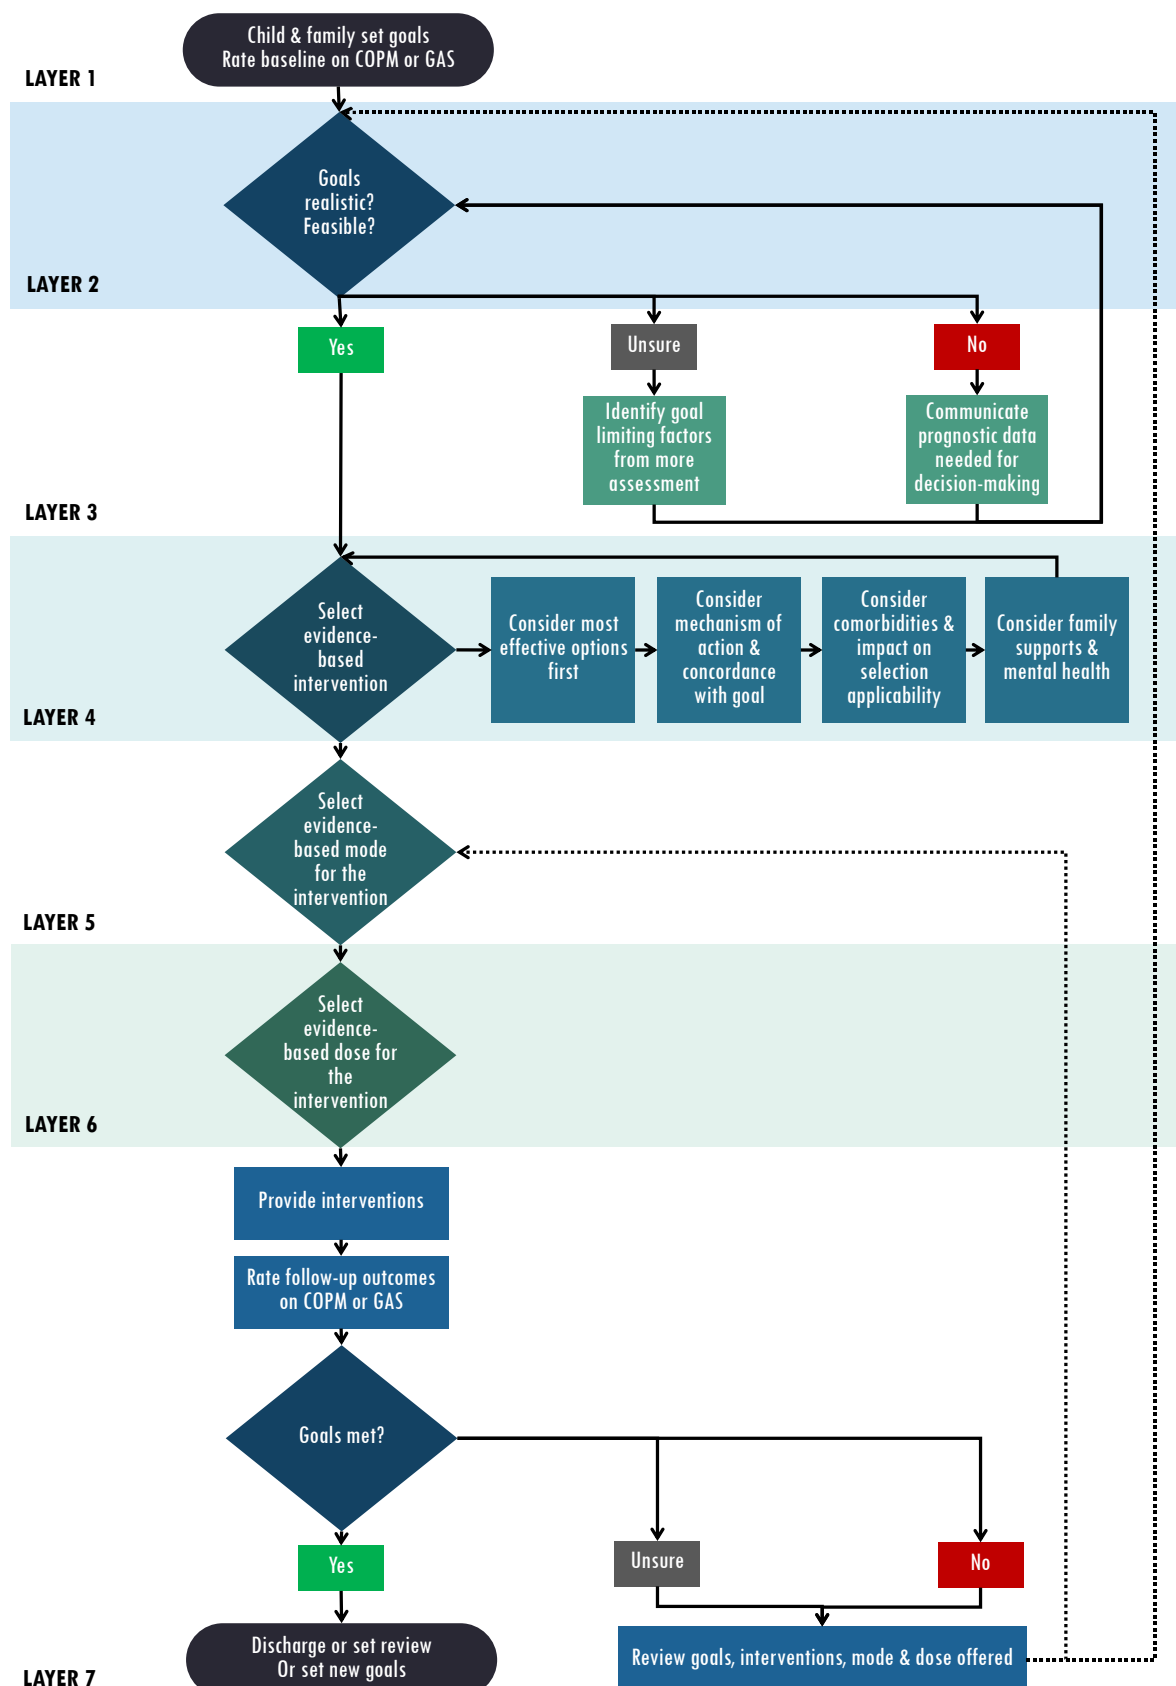 Child & family set goals
Rate baseline on COPM or GAS
LAYER 1
Goals
realistic?
Feasible?
LAYER 2
Yes
Unsure
No
Identify goal
limiting factors
from more
assessment
Communicate
prognostic data
needed for
decision-making
LAYER 3
Select
evidence-
based
intervention
Consider most
effective options
first
Consider
mechanism of
action &
concordance
with goal
Consider
comorbidities &
impact on
selection
applicability
Consider family
supports &
mental health
LAYER 4
Select
evidence-
based mode
for the
intervention
LAYER 5
Select
evidence-
based dose for
the
intervention
LAYER 6
Provide interventions
Rate follow-up outcomes
on COPM or GAS
Goals met?
Yes
Unsure
No
Discharge or set review
Or set new goals
Review goals, interventions, mode & dose offered
LAYER 7